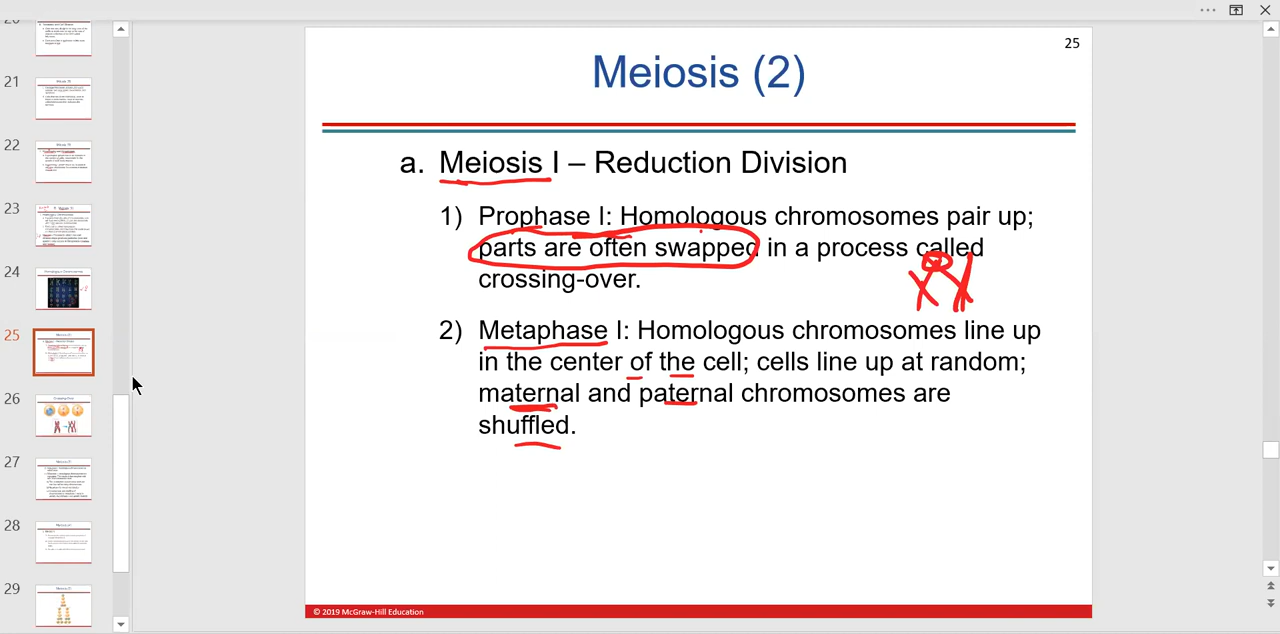 25
Meiosis (2)
a. Meiosis I – Reduction Division
1) Prophase I: Homologous chromosomes pair up;
parts are often swapped in a process called
crossing-over.
2) Metaphase I: Homologous chromosomes line up
in the center of the cell; cells line up at random;
maternal and paternal chromosomes are
shuffled.
© 2019 McGraw-Hill Education
20
21
22
23
24
25
26
27
28
29